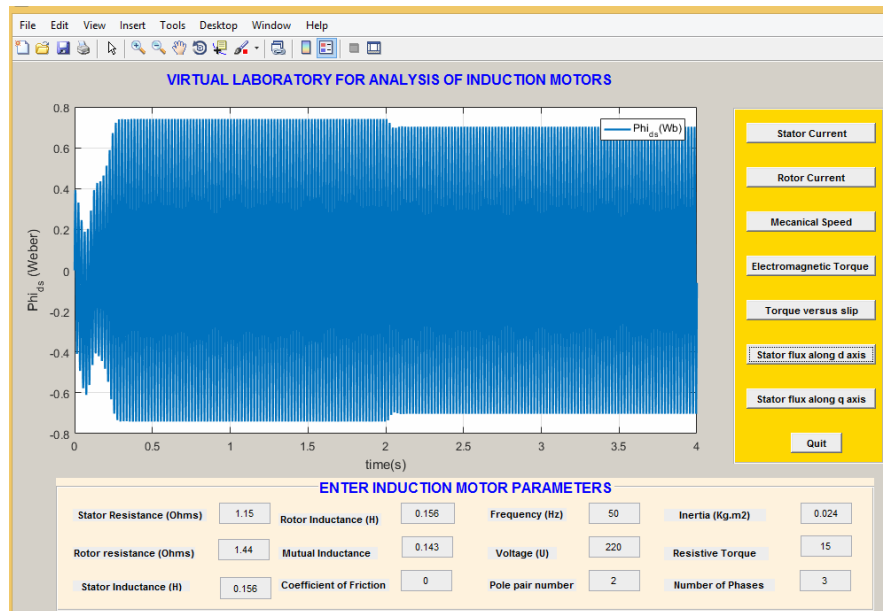 File Edit View Insert Tools Desktop Window Help
VIRTUAL LABORATORY FOR ANALYSIS OF INDUCTION MOTORS
0.8
0.6
0.4
0.2
0
-0.2
-0.4
-0.6
-0.8
Phi_ds (Weber)
Phi_ds(Wb)
0 0.5 1 1.5 2 2.5 3 3.5 4
time(s)
Stator Current
Rotor Current
Mecanical Speed
Electromagnetic Torque
Torque versus slip
Stator flux along d axis
Stator flux along q axis
Quit
ENTER INDUCTION MOTOR PARAMETERS
Stator Resistance (Ohms) 1.15 Rotor Inductance (H) 0.156 Frequency (Hz) 50 Inertia (Kg.m2) 0.024
Rotor resistance (Ohms) 1.44 Mutual Inductance 0.143 Voltage (U) 220 Resistive Torque 15
Stator Inductance (H) 0.156 Coefficient of Friction 0 Pole pair number 2 Number of Phases 3